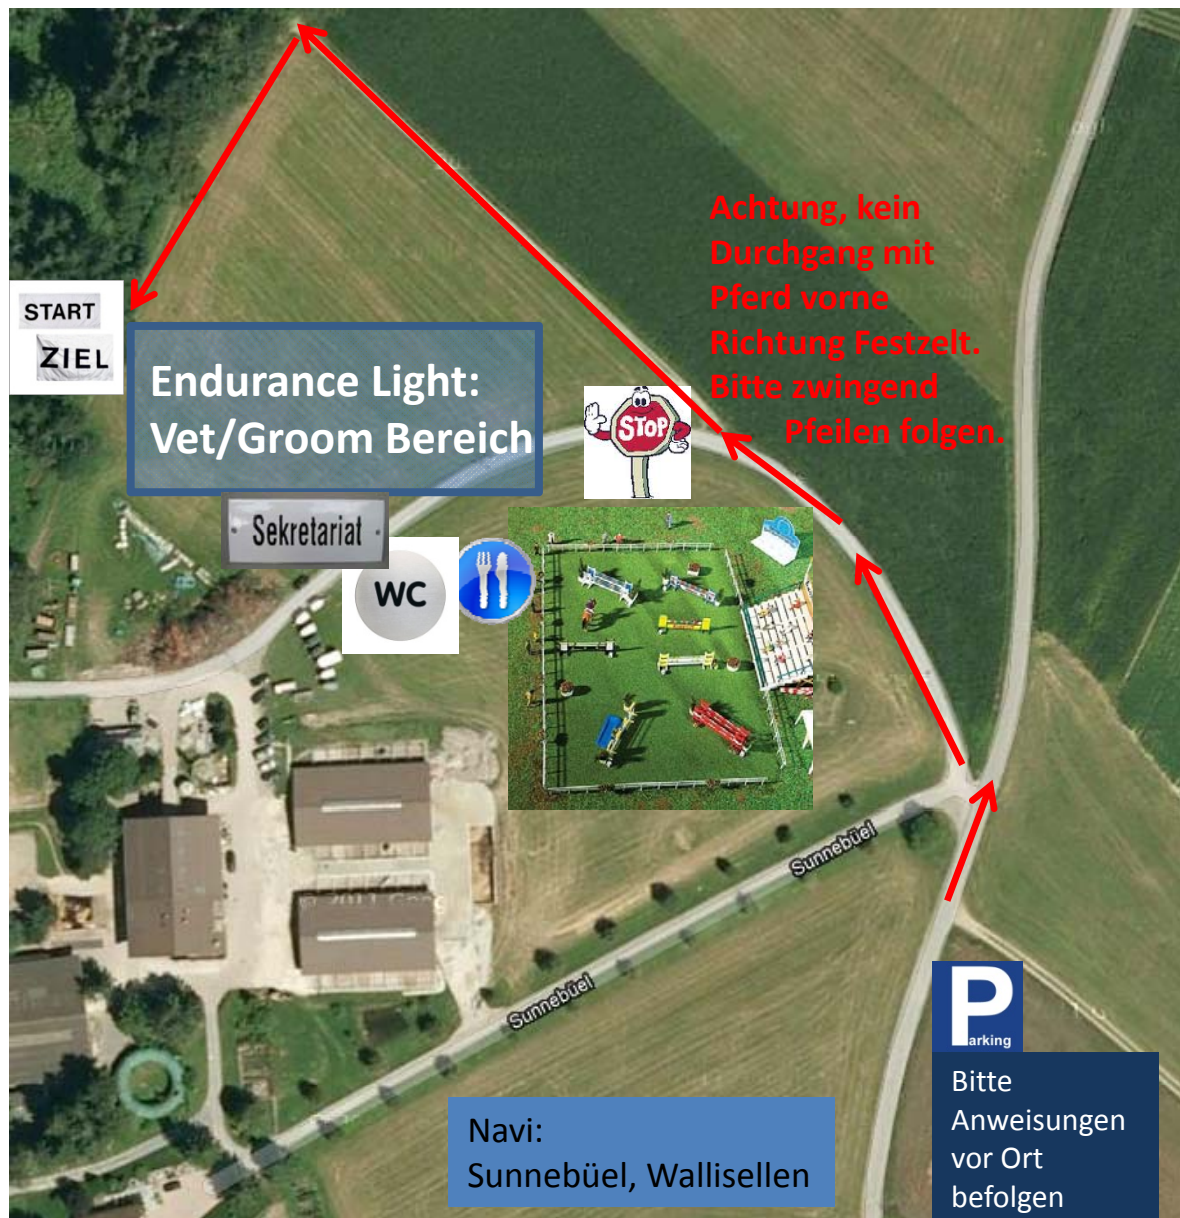 Achtung, kein
Durchgang mit
Pferd vorne
Richtung Festzelt.
Bitte zwingend
Pfeilen folgen.
START
ZIEL
Endurance Light:
Vet/Groom Bereich
STOP
Sekretariat
WC
Sunnebüel
Sunnebüel
Parking
Bitte
Anweisungen
vor Ort
befolgen
Navi:
Sunnebüel, Wallisellen